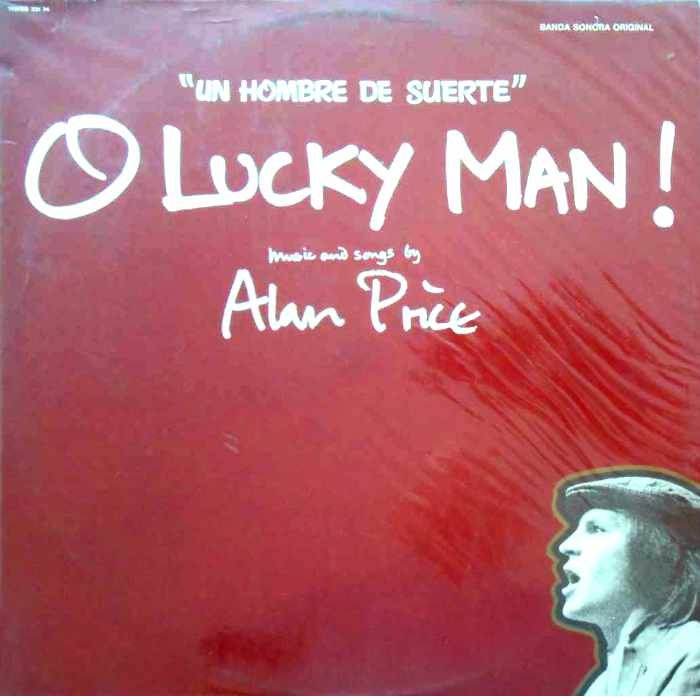 BANDA SONORA ORIGINAL
"UN HOMBRE DE SUERTE"
O LUCKY MAN!
music and songs by
Alan Price